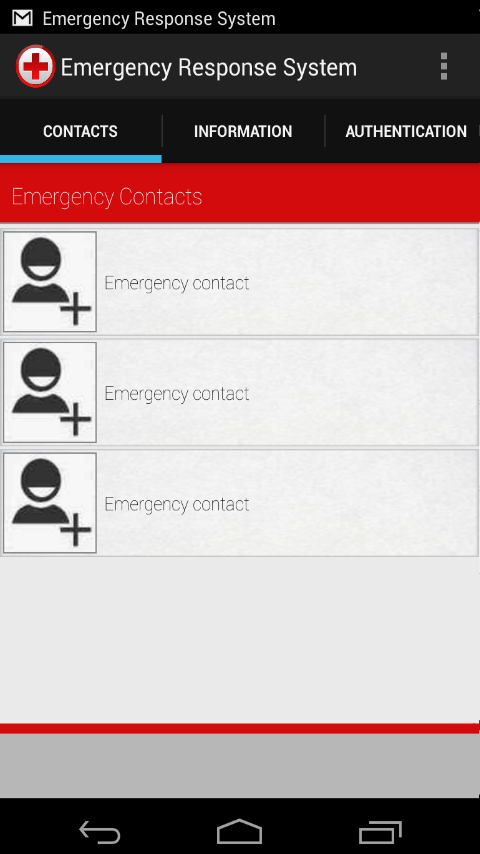 Emergency Response System
Emergency Response System
CONTACTS INFORMATION AUTHENTICATION
Emergency Contacts
Emergency contact
Emergency contact
Emergency contact